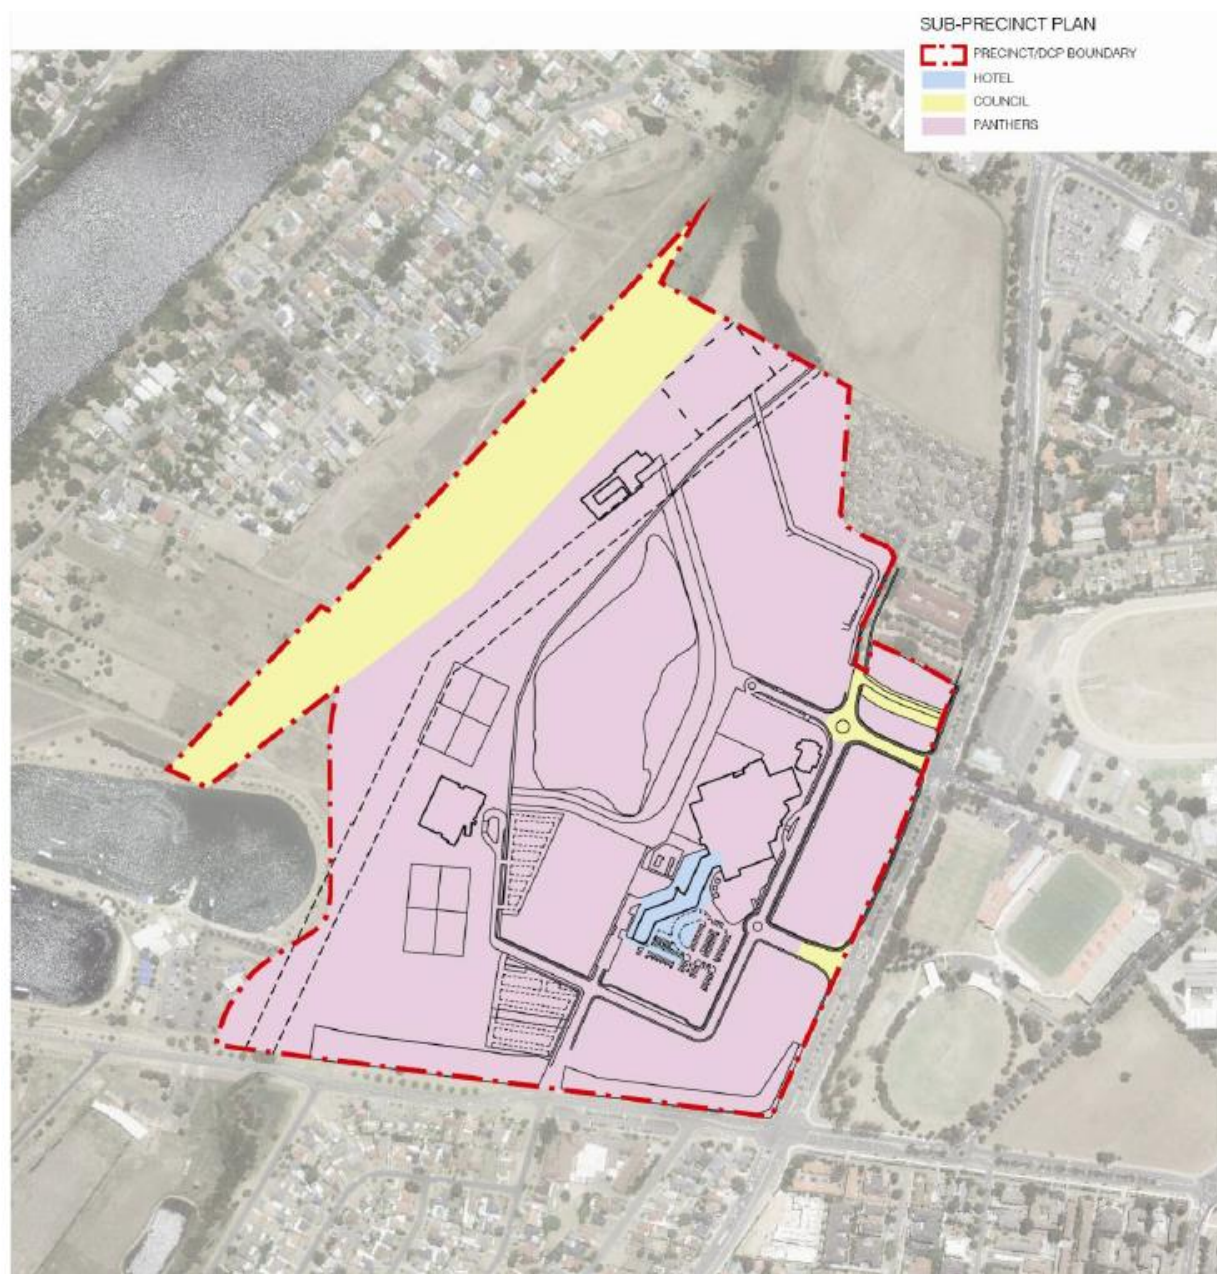 SUB-PRECINCT PLAN
PRECINCT/DCP BOUNDARY
HOTEL
COUNCIL
PANTHERS